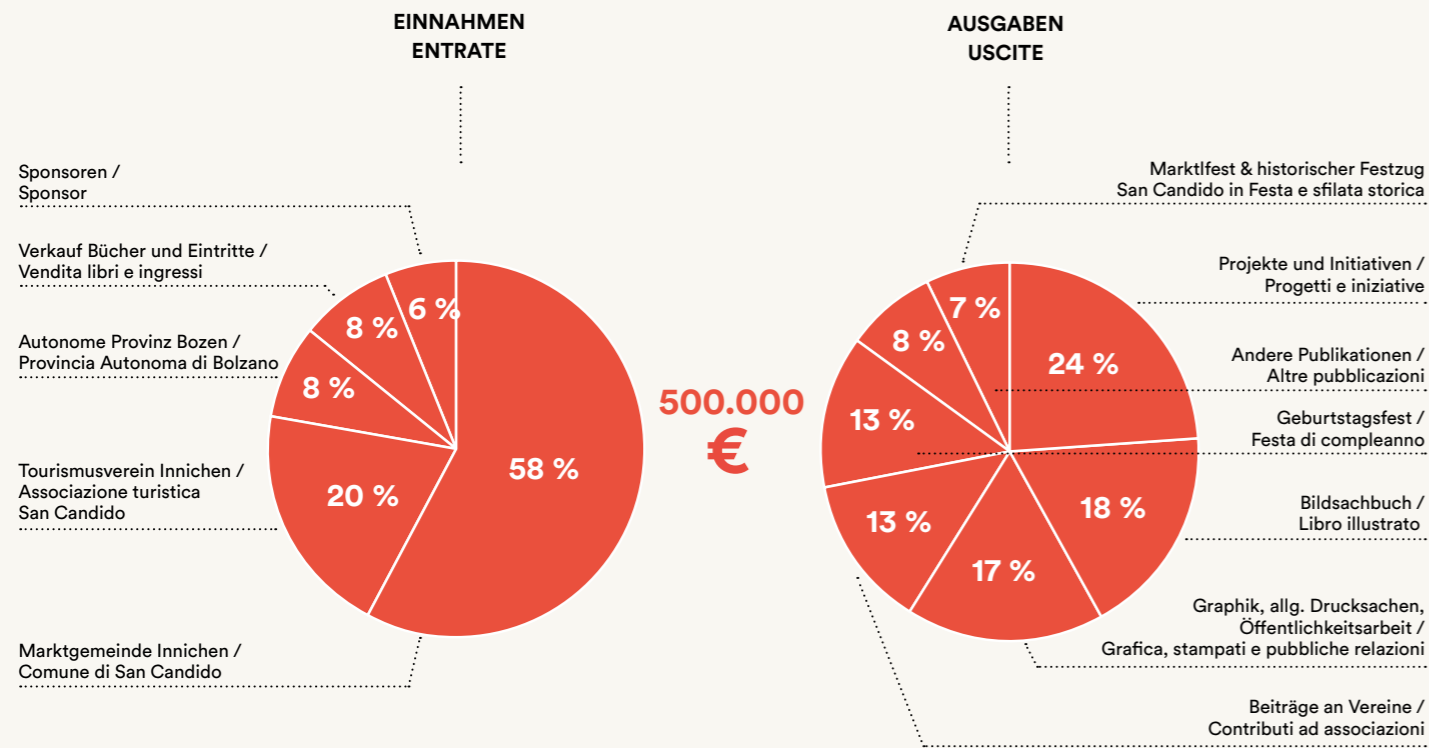 EINNAHMEN
ENTRATE
Sponsoren /
Sponsor
Verkauf Bücher und Eintritte /
Vendita libri e ingressi
Autonome Provinz Bozen /
Provincia Autonoma di Bolzano
Tourismusverein Innichen /
Associazione turistica
San Candido
Marktgemeinde Innichen /
Comune di San Candido
6 %
8 %
8 %
20 %
58 %
500.000
€
AUSGABEN
USCITE
7 %
8 %
24 %
13 %
13 %
18 %
17 %
Marktlfest & historischer Festzug
San Candido in Festa e sfilata storica
Projekte und Initiativen /
Progetti e iniziative
Andere Publikationen /
Altre pubblicazioni
Geburtstagsfest /
Festa di compleanno
Bildsachbuch /
Libro illustrato
Graphik, allg. Drucksachen,
Öffentlichkeitsarbeit /
Grafica, stampati e pubbliche relazioni
Beiträge an Vereine /
Contributi ad associazioni